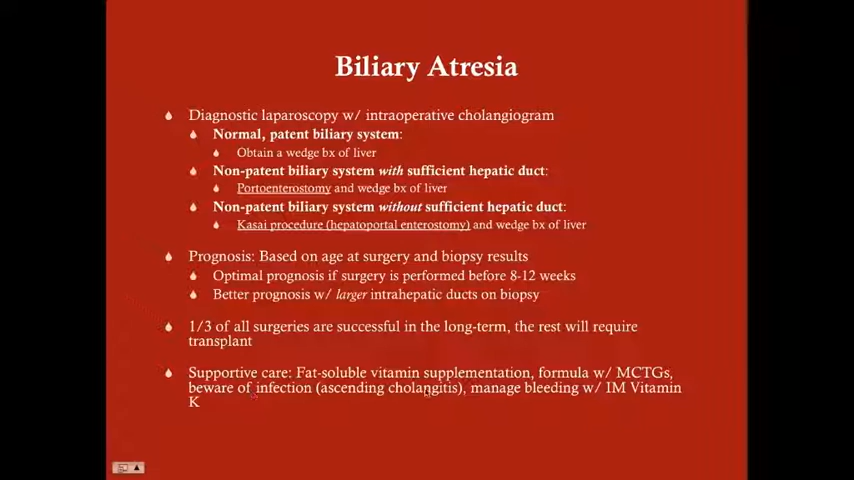 Biliary Atresia
Diagnostic laparoscopy w/ intraoperative cholangiogram
Normal, patent biliary system:
Obtain a wedge bx of liver
Non-patent biliary system with sufficient hepatic duct:
Portoenterostomy and wedge bx of liver
Non-patent biliary system without sufficient hepatic duct:
Kasai procedure (hepatoportal enterostomy) and wedge bx of liver
Prognosis: Based on age at surgery and biopsy results
Optimal prognosis if surgery is performed before 8-12 weeks
Better prognosis w/ larger intrahepatic ducts on biopsy
1/3 of all surgeries are successful in the long-term, the rest will require
transplant
Supportive care: Fat-soluble vitamin supplementation, formula w/ MCTGs,
beware of infection (ascending cholangitis), manage bleeding w/ IM Vitamin
K